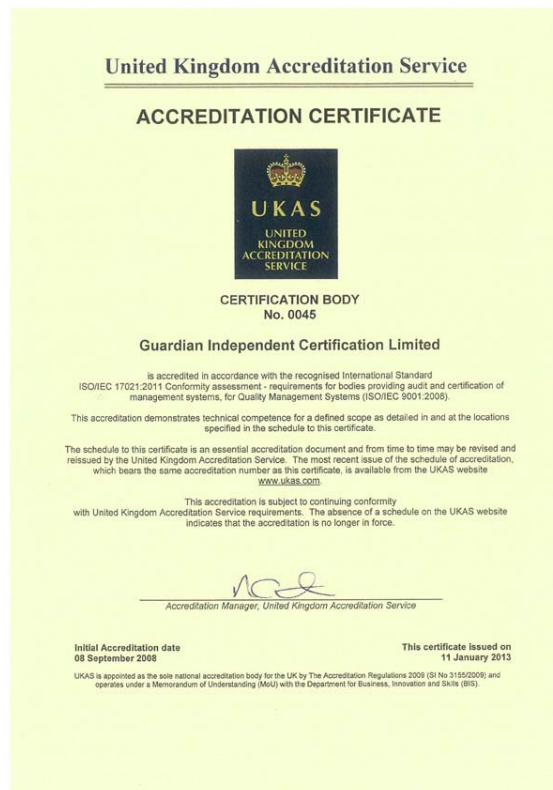 United Kingdom Accreditation Service
ACCREDITATION CERTIFICATE
UKAS
UNITED
KINGDOM
ACCREDITATION
SERVICE
CERTIFICATION BODY
No. 0045
Guardian Independent Certification Limited
is accredited in accordance with the recognised International Standard
ISO/IEC 17021:2011 Conformity assessment - requirements for bodies providing audit and certification of
management systems, for Quality Management Systems (ISO/IEC 9001:2008).
This accreditation demonstrates technical competence for a defined scope as detailed in and at the locations
specified in the schedule to this certificate.
The schedule to this certificate is an essential accreditation document and from time to time may be revised and
reissued by the United Kingdom Accreditation Service. The most recent issue of the schedule of accreditation,
which bears the same accreditation number as this certificate, is available from the UKAS website
www.ukas.com.
This accreditation is subject to continuing conformity
with United Kingdom Accreditation Service requirements. The absence of a schedule on the UKAS website
indicates that the accreditation is no longer in force.
Accreditation Manager, United Kingdom Accreditation Service
Initial Accreditation date
08 September 2008
This certificate issued on
11 January 2013
UKAS is appointed as the sole national accreditation body for the UK by The Accreditation Regulations 2009 (SI No 3155/2009) and
operates under a Memorandum of Understanding (MoU) with the Department for Business, Innovation and Skills (BIS).